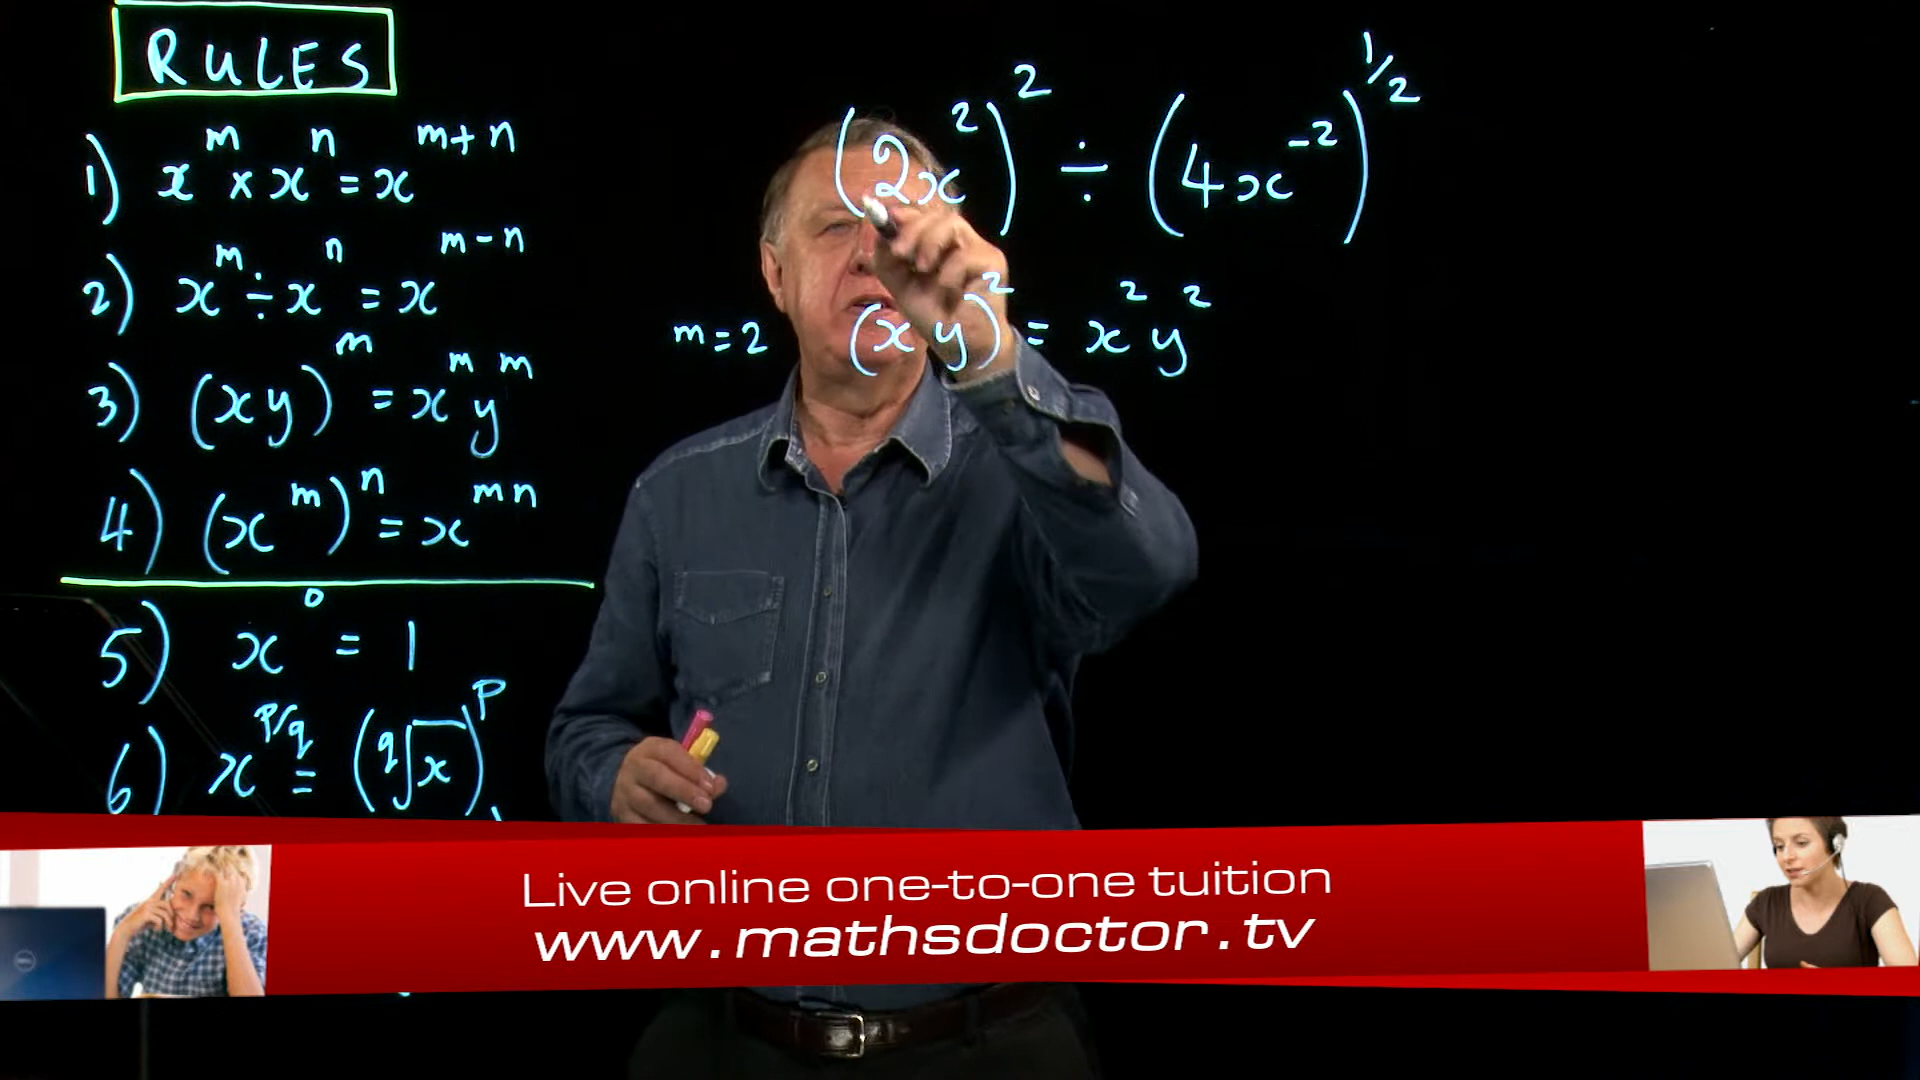 RULES
1) x^m × x^n = x^(m+n)
2) x^m ÷ x^n = x^(m-n)
3) (xy)^m = x^m y^m
4) (x^m)^n = x^(mn)
5) x^0 = 1
6) x^(p/q) = (q√x)^p
(2x^2)^2 ÷ (4x^-2)^(1/2)
m=2 (xy)^2 = x^2 y^2
Live online one-to-one tuition
www.mathsdoctor.tv